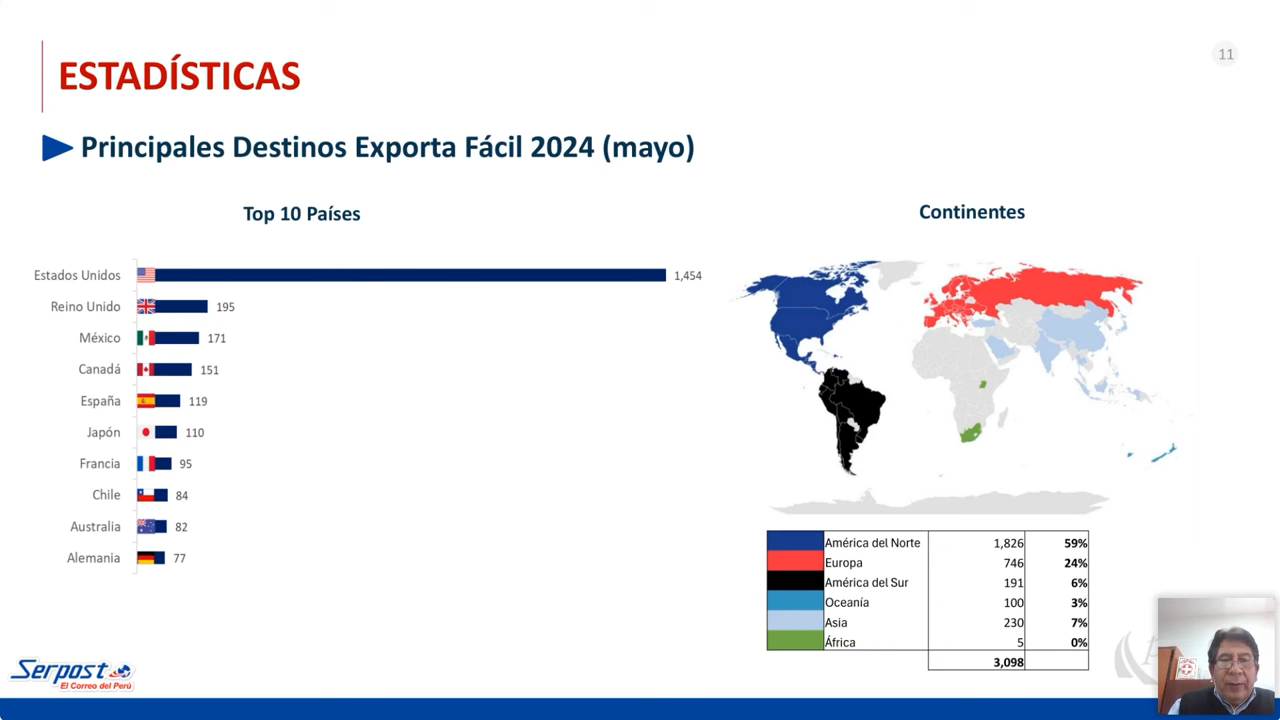 11
ESTADÍSTICAS
Principales Destinos Exporta Fácil 2024 (mayo)
Top 10 Países
Estados Unidos 1,454
Reino Unido 195
México 171
Canadá 151
España 119
Japón 110
Francia 95
Chile 84
Australia 82
Alemania 77
Continentes
América del Norte 1,826 59%
Europa 746 24%
América del Sur 191 6%
Oceanía 100 3%
Asia 230 7%
África 5 0%
3,098
Serpost
El Correo del Perú